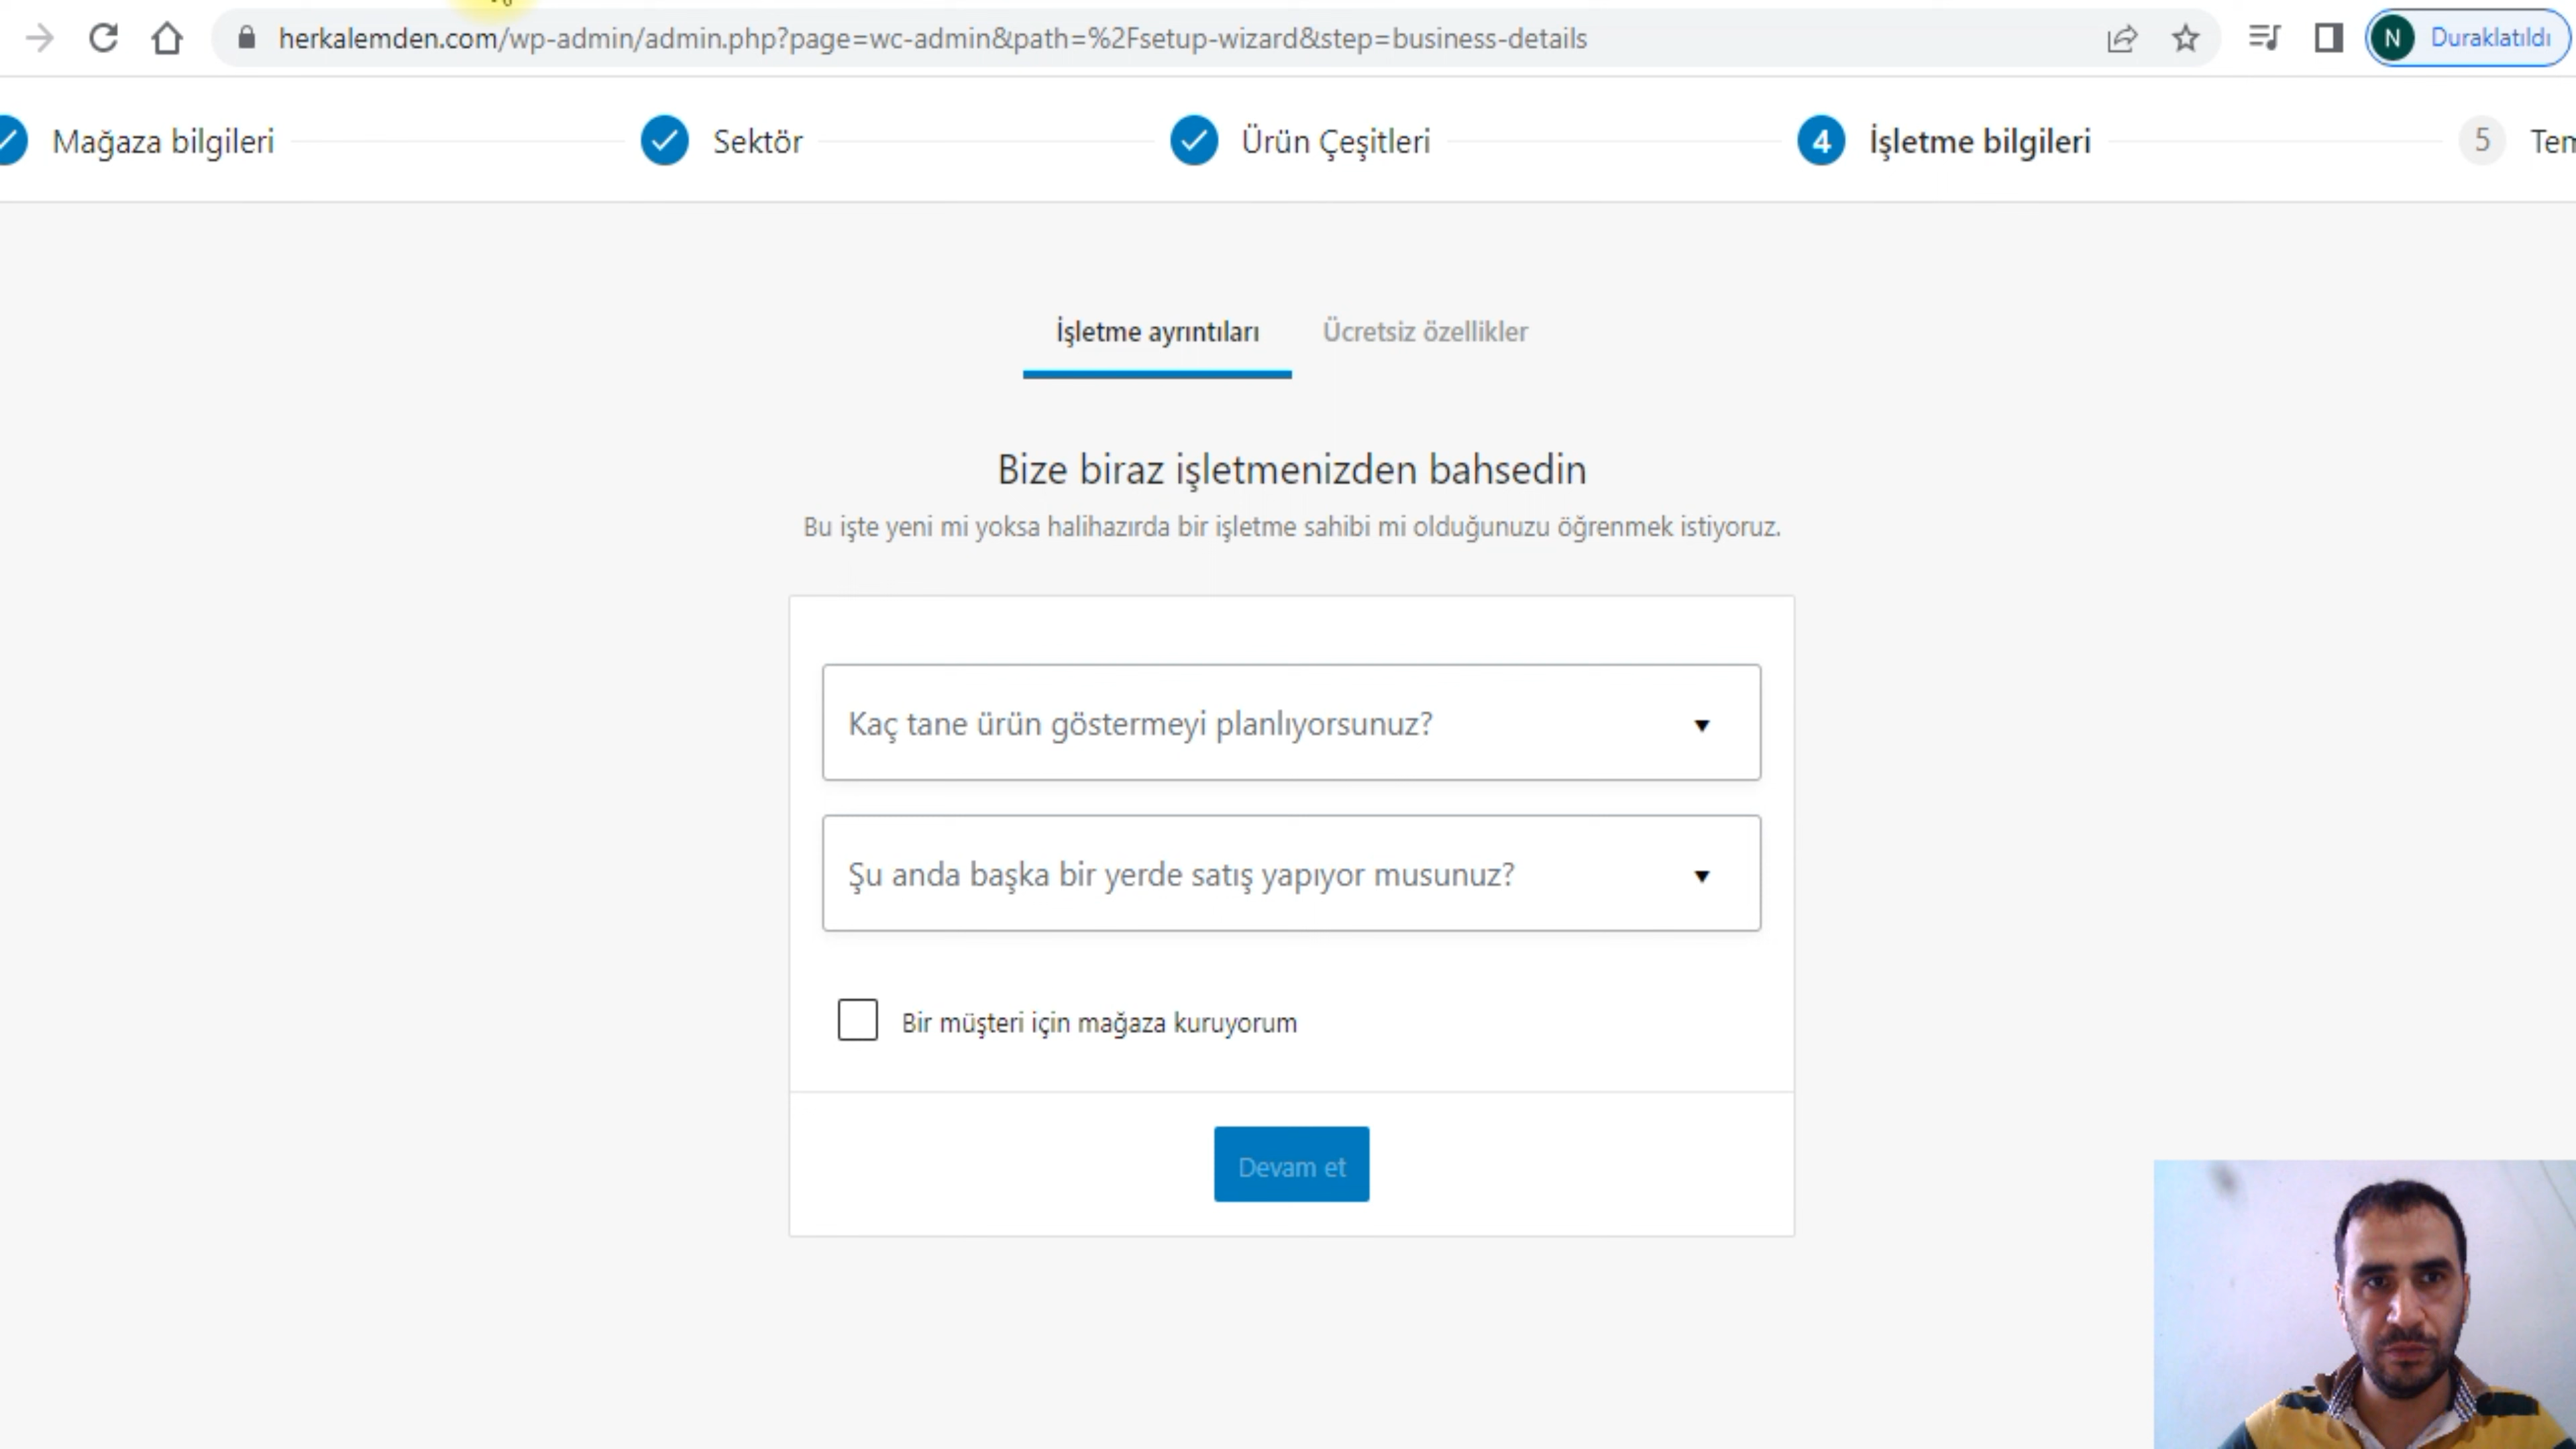 herkalemden.com/wp-admin/admin.php?page=wc-admin&path=%2Fsetup-wizard&step=business-details
N Duraklatıldı
Mağaza bilgileri
Sektör
Ürün Çeşitleri
4 İşletme bilgileri
5 Tem
İşletme ayrıntıları
Ücretsiz özellikler
Bize biraz işletmenizden bahsedin
Bu işte yeni mi yoksa halihazırda bir işletme sahibi mi olduğunuzu öğrenmek istiyoruz.
Kaç tane ürün göstermeyi planlıyorsunuz?
Şu anda başka bir yerde satış yapıyor musunuz?
Bir müşteri için mağaza kuruyorum
Devam et